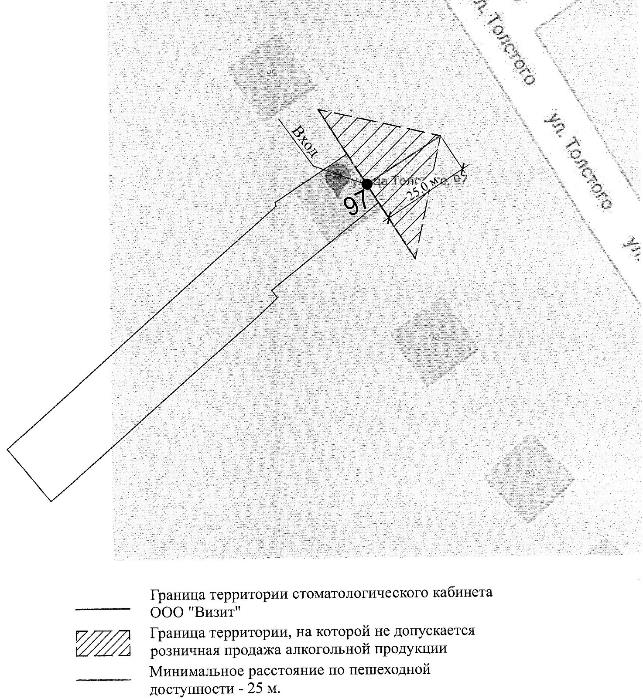 ул. Толстого
ул. Толстого
ул.
Вход
97
25,0 м
Граница территории стоматологического кабинета
ООО "Визит"
Граница территории, на которой не допускается
розничная продажа алкогольной продукции
Минимальное расстояние по пешеходной
доступности - 25 м.